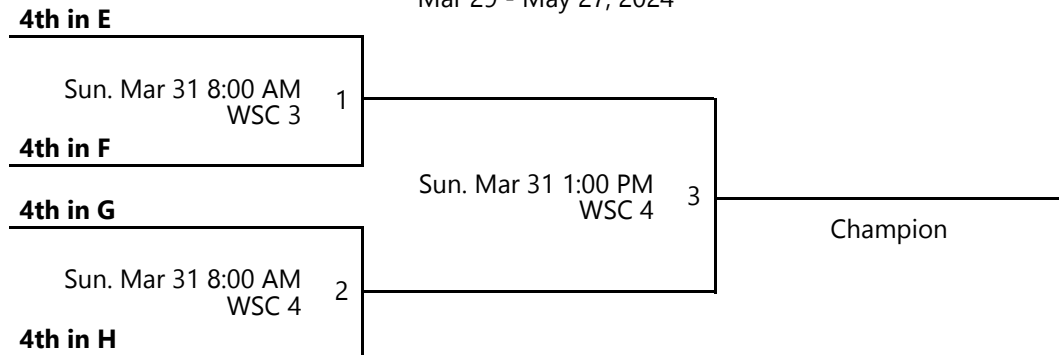 Mar 29 - May 27, 2024
4th in E
Sun. Mar 31 8:00 AM
WSC 3
1
4th in F
Sun. Mar 31 1:00 PM
WSC 4
3
4th in G
Champion
Sun. Mar 31 8:00 AM
WSC 4
2
4th in H